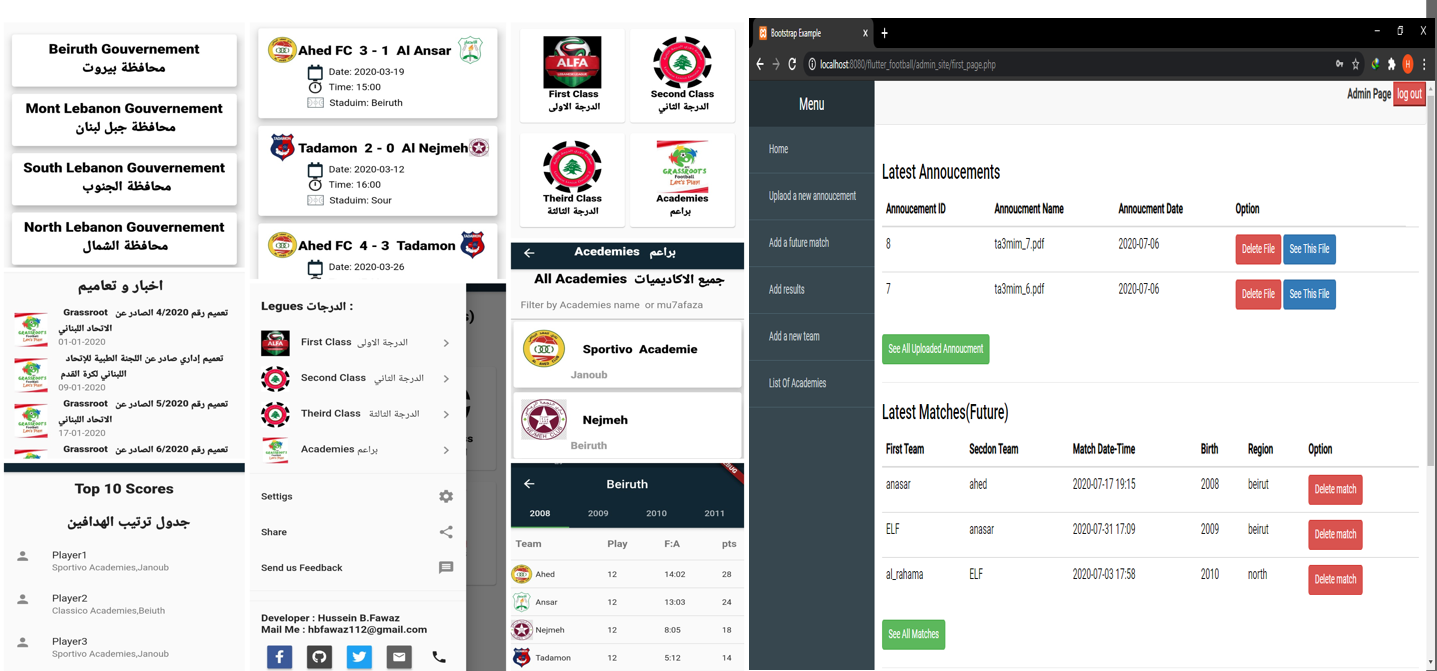 Beiruth Gouvernement
محافظة بيروت
Mont Lebanon Gouvernement
محافظة جبل لبنان
South Lebanon Gouvernement
محافظة الجنوب
North Lebanon Gouvernement
محافظة الشمال
اخبار و تعاميم
تعميم رقم 4/2020 الصادر عن Grassroot
الاتحاد اللبناني
01-01-2020
تعميم إداري صادر عن اللجنة الطبية للإتحاد
اللبناني لكرة القدم
09-01-2020
تعميم رقم 5/2020 الصادر عن Grassroot
الاتحاد اللبناني
17-01-2020
تعميم رقم 6/2020 الصادر عن Grassroot
Top 10 Scores
جدول ترتيب الهدافين
Player1
Sportivo Academies,Janoub
Player2
Classico Academies,Beiuth
Player3
Sportivo Academies,Janoub
Ahed FC 3 - 1 Al Ansar
Date: 2020-03-19
Time: 15:00
Staduim: Beiruth
Tadamon 2 - 0 Al Nejmeh
Date: 2020-03-12
Time: 16:00
Staduim: Sour
Ahed FC 4 - 3 Tadamon
Date: 2020-03-26
Legues الدرجات :
First Class الدرجة الاولى
Second Class الدرجة الثاني
Theird Class الدرجة الثالثة
Academies براعم
Settigs
Share
Send us Feedback
Developer : Hussein B.Fawaz
Mail Me : hbfawaz112@gmail.com
ALFA
First Class
الدرجة الاولى
Second Class
الدرجة الثاني
Theird Class
الدرجة الثالثة
GRASSROOTS
Football
Let's Play!
Academies
براعم
Acedemies براعم
All Academies جميع الاكاديميات
Filter by Academies name or mu7afaza
Sportivo Academie
Janoub
Nejmeh
Beiruth
Beiruth
2008 2009 2010 2011
Team Play F:A pts
Ahed 12 14:02 28
Ansar 12 13:03 24
Nejmeh 12 8:05 18
Tadamon 12 5:12 14
Bootstrap Example
localhost:8080/flutter_football/admin_site/first_page.php
H
Menu
Home
Uplaod a new annoucement
Add a future match
Add results
Add a new team
List Of Academies
Admin Page log out
Latest Annoucements
Annoucement ID Annoucment Name Annoucment Date Option
8 ta3mim_7.pdf 2020-07-06 Delete File See This File
7 ta3mim_6.pdf 2020-07-06 Delete File See This File
See All Uploaded Annoucment
Latest Matches(Future)
First Team Secdon Team Match Date-Time Birth Region Option
anasar ahed 2020-07-17 19:15 2008 beirut Delete match
ELF anasar 2020-07-31 17:09 2009 beirut Delete match
al_rahama ELF 2020-07-03 17:58 2010 north Delete match
See All Matches